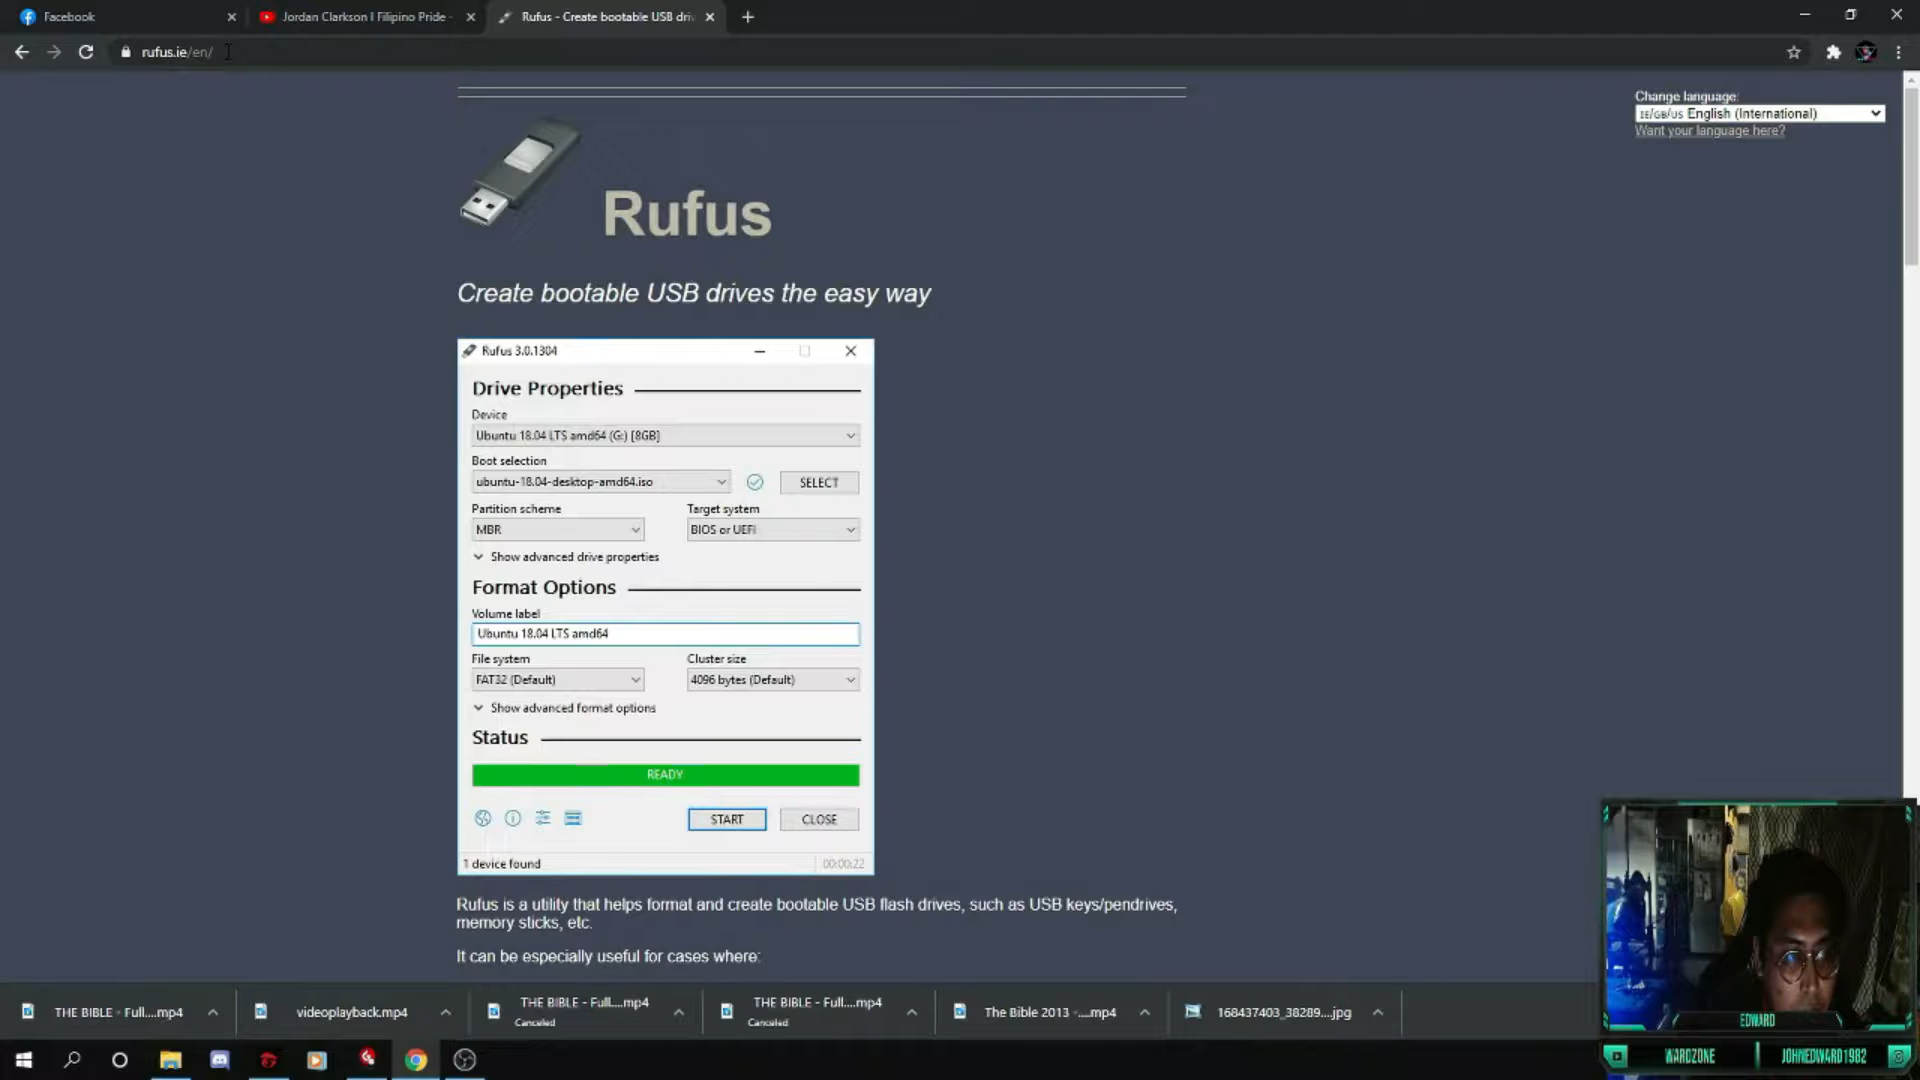 Facebook
Jordan Clarkson I Filipino Pride -
Rufus - Create bootable USB driv
rufus.ie/en/
Change language:
IE/GB/US English (International)
Want your language here?
Rufus
Create bootable USB drives the easy way
Rufus 3.0.1304
Drive Properties
Device
Ubuntu 18.04 LTS amd64 (G:) [8GB]
Boot selection
ubuntu-18.04-desktop-amd64.iso
SELECT
Partition scheme
Target system
MBR
BIOS or UEFI
Show advanced drive properties
Format Options
Volume label
Ubuntu 18.04 LTS amd64
File system
Cluster size
FAT32 (Default)
4096 bytes (Default)
Show advanced format options
Status
READY
START
CLOSE
1 device found
00:00:22
Rufus is a utility that helps format and create bootable USB flash drives, such as USB keys/pendrives,
memory sticks, etc.
It can be especially useful for cases where:
THE BIBLE - Full....mp4
videoplayback.mp4
THE BIBLE - Full....mp4
Canceled
THE BIBLE - Full....mp4
Canceled
The Bible 2013 -....mp4
168437403_38289....jpg
EDWARD
WARDZONE
JOHNEDWARD1982